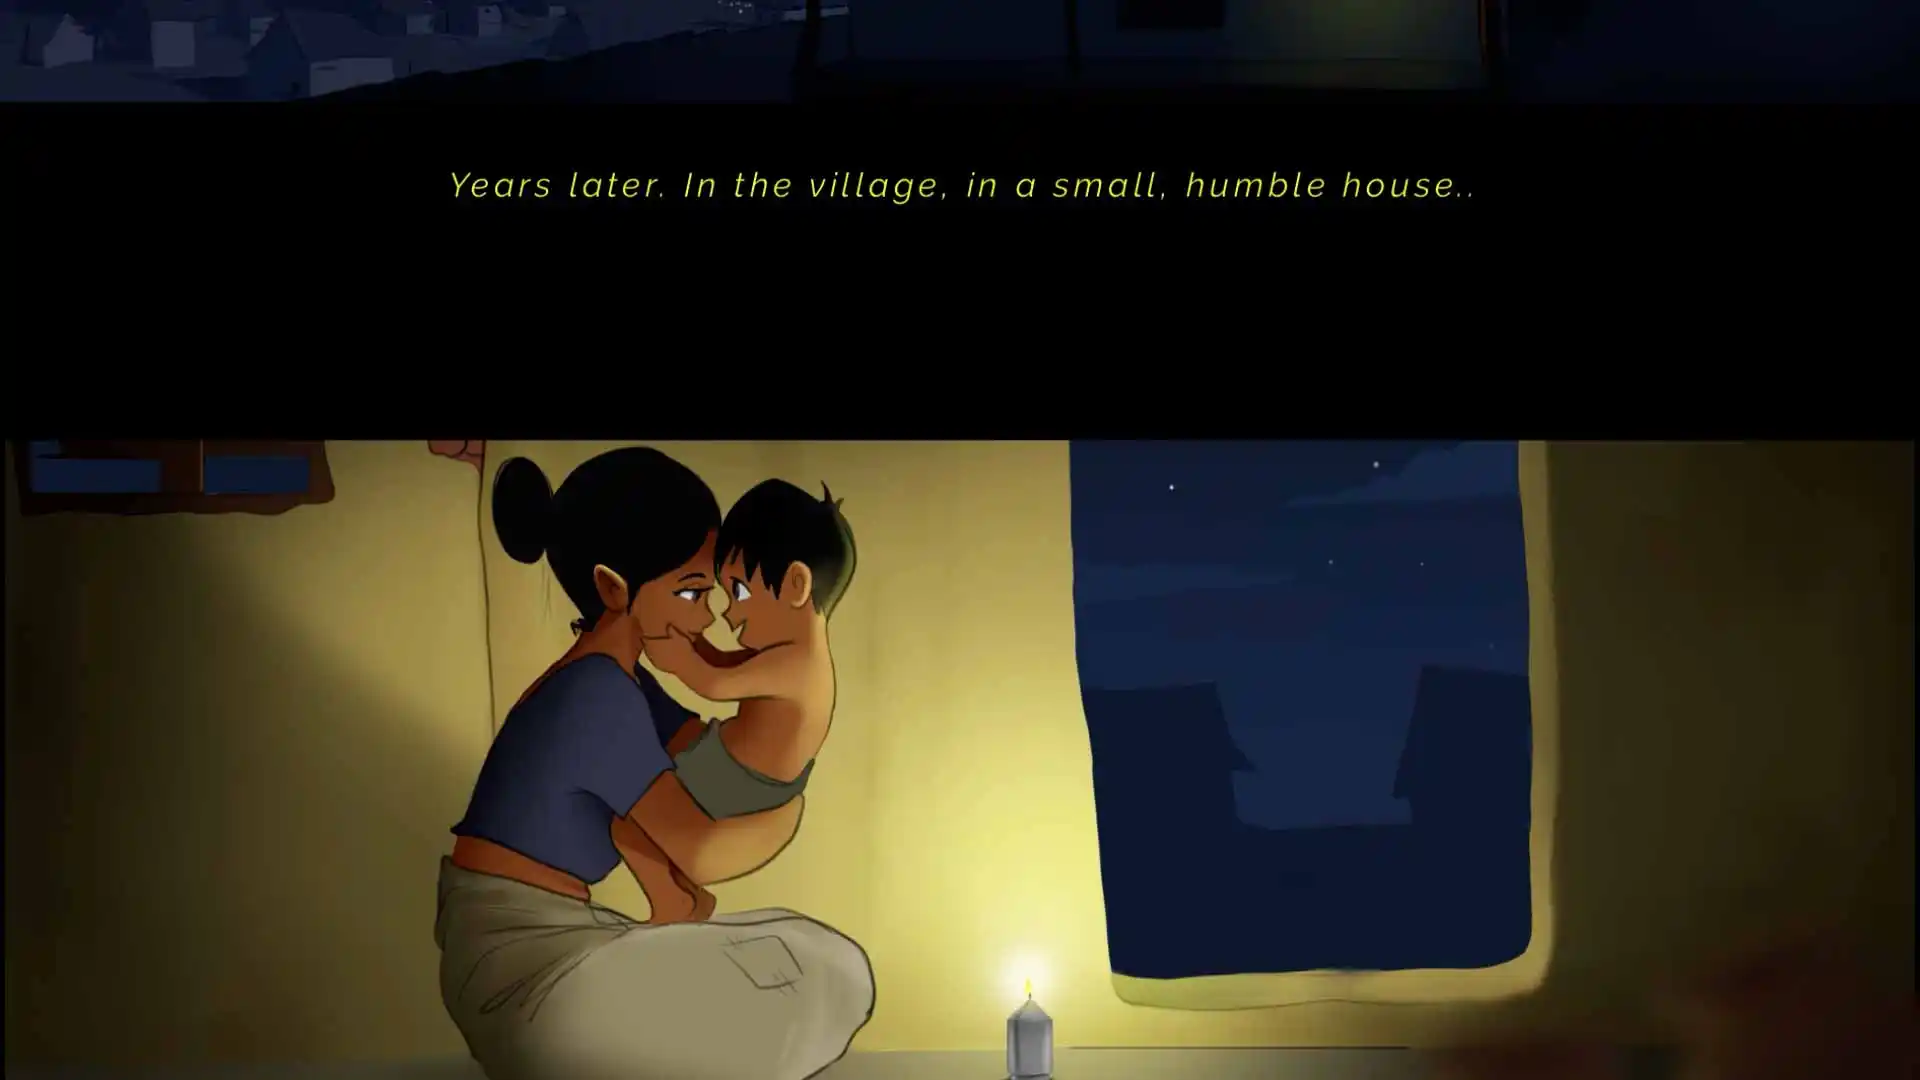 Years later. In the village, in a small, humble house..